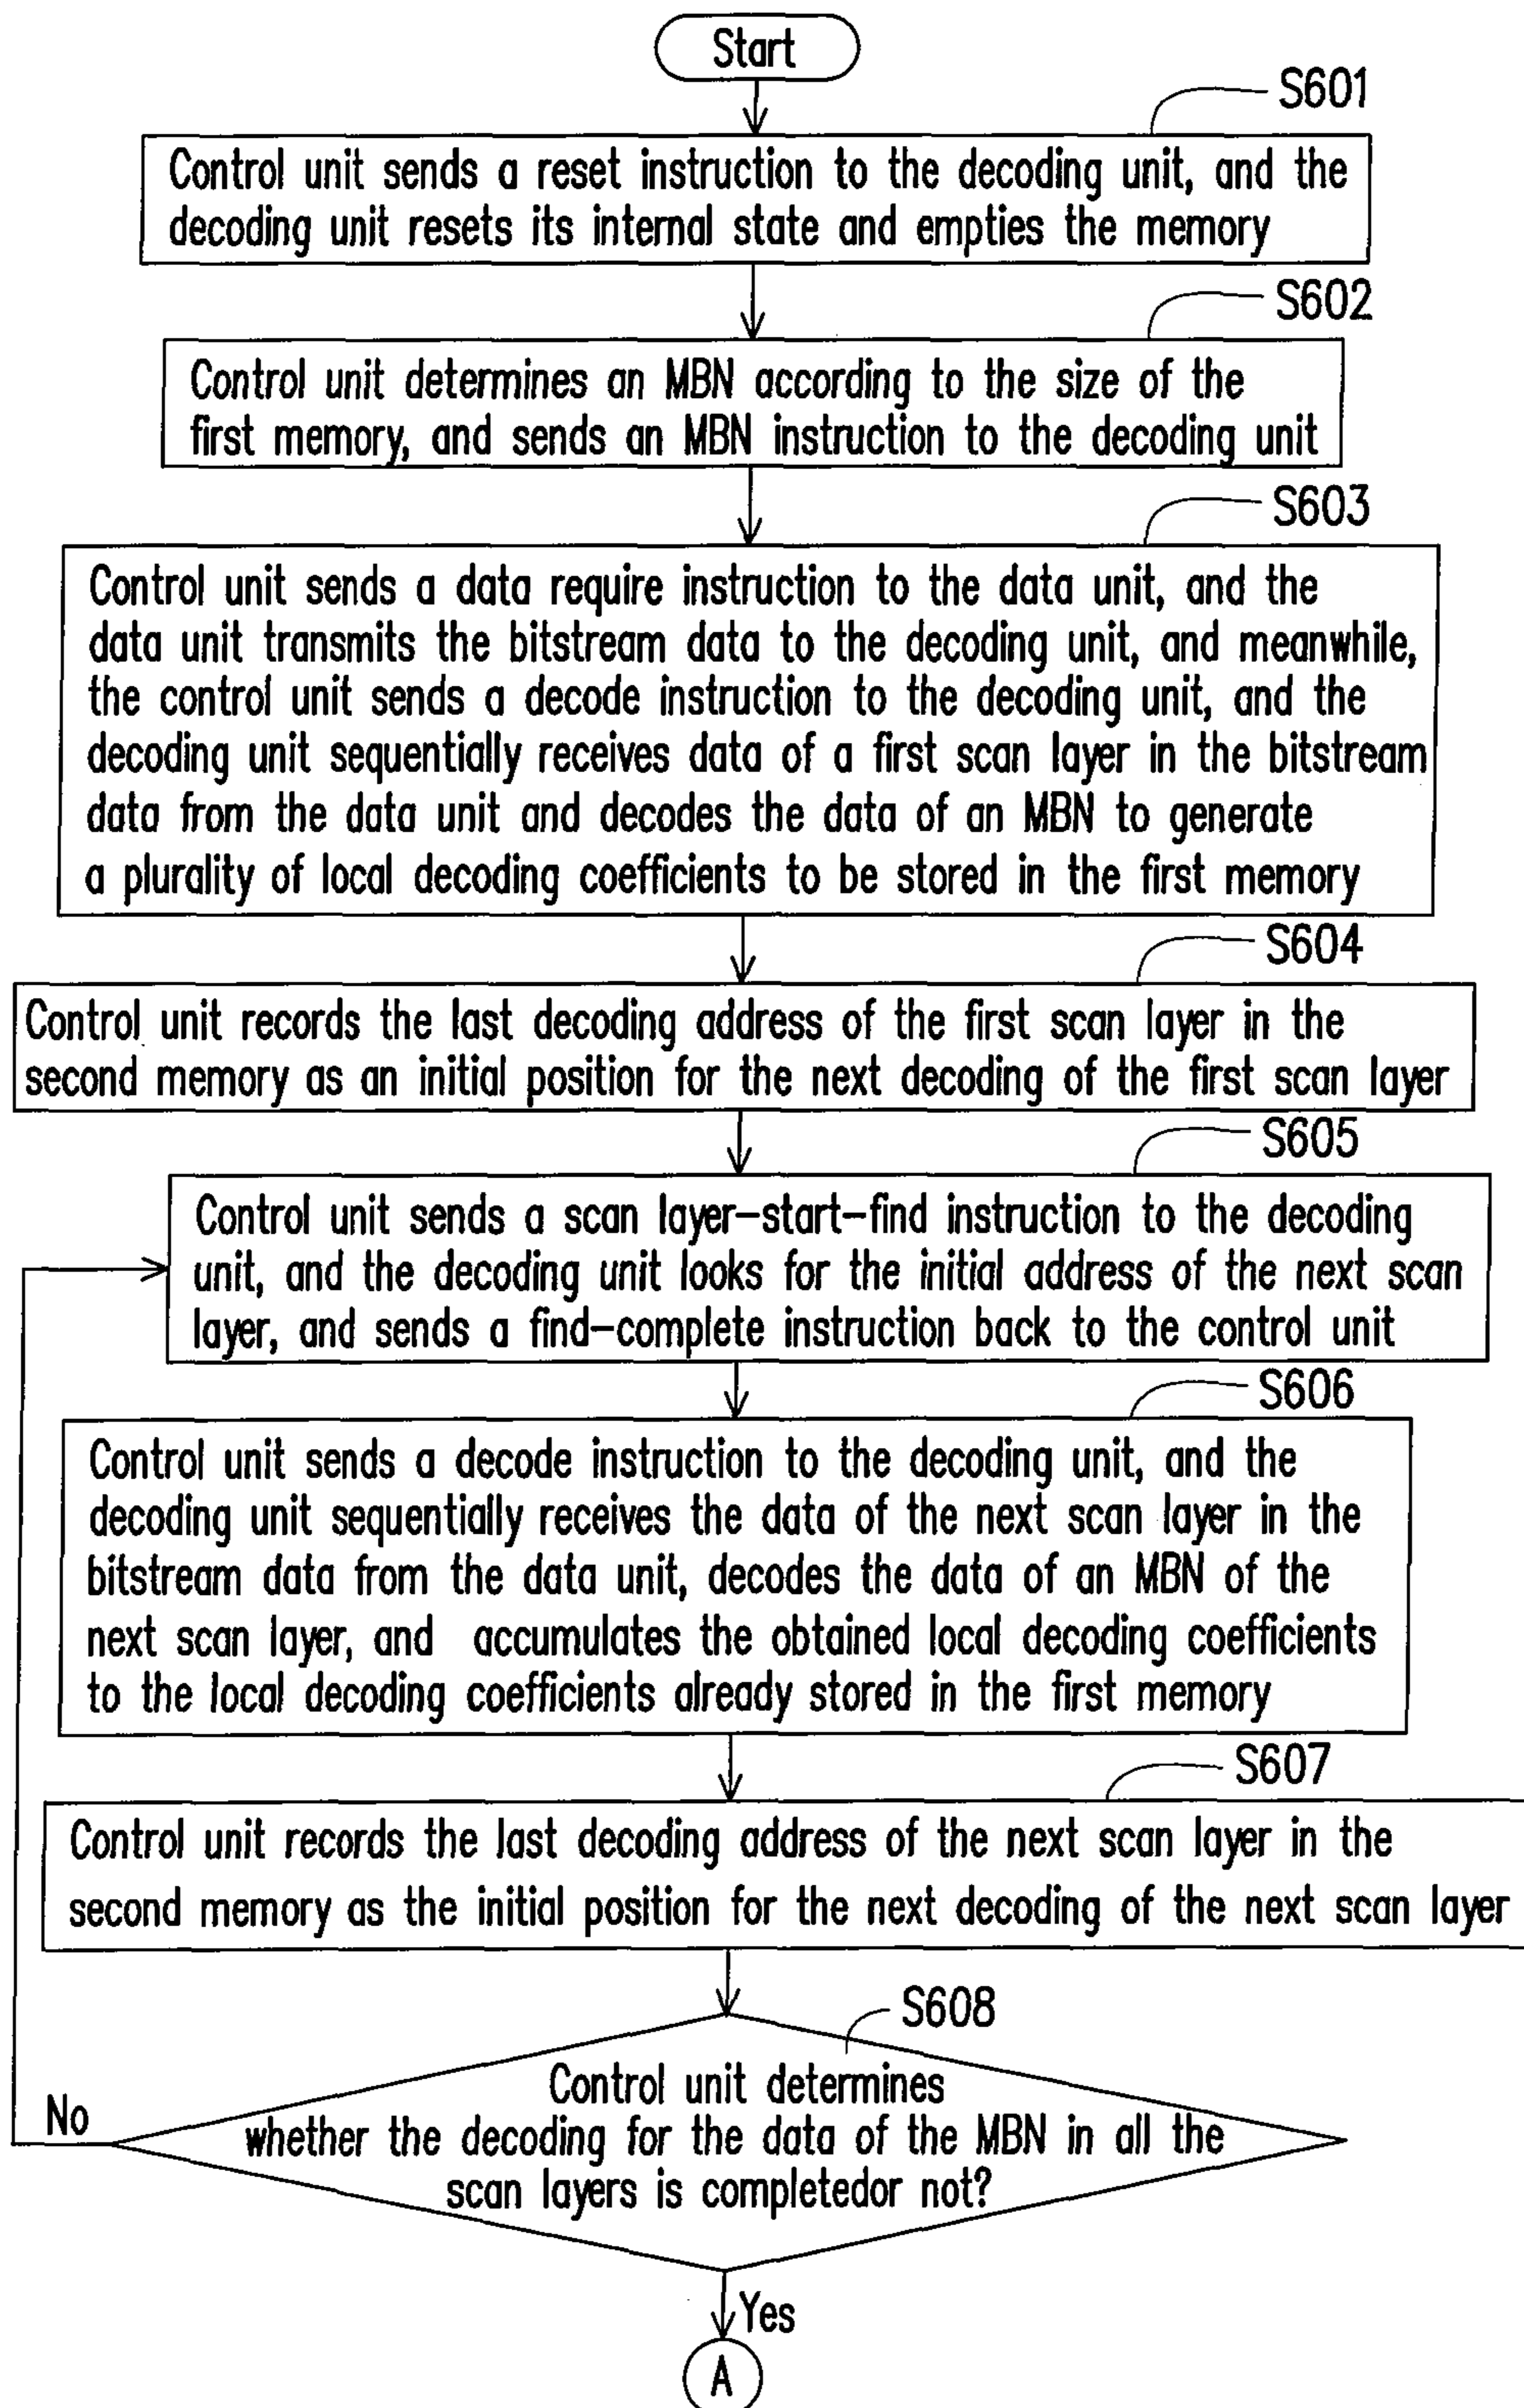 Start
S601
Control unit sends a reset instruction to the decoding unit, and the
decoding unit resets its internal state and empties the memory
S602
Control unit determines an MBN according to the size of the
first memory, and sends an MBN instruction to the decoding unit
S603
Control unit sends a data require instruction to the data unit, and the
data unit transmits the bitstream data to the decoding unit, and meanwhile,
the control unit sends a decode instruction to the decoding unit, and the
decoding unit sequentially receives data of a first scan layer in the bitstream
data from the data unit and decodes the data of an MBN to generate
a plurality of local decoding coefficients to be stored in the first memory
S604
Control unit records the last decoding address of the first scan layer in the
second memory as an initial position for the next decoding of the first scan layer
S605
Control unit sends a scan layer-start-find instruction to the decoding
unit, and the decoding unit looks for the initial address of the next scan
layer, and sends a find-complete instruction back to the control unit
S606
Control unit sends a decode instruction to the decoding unit, and the
decoding unit sequentially receives the data of the next scan layer in the
bitstream data from the data unit, decodes the data of an MBN of the
next scan layer, and accumulates the obtained local decoding coefficients
to the local decoding coefficients already stored in the first memory
S607
Control unit records the last decoding address of the next scan layer in the
second memory as the initial position for the next decoding of the next scan layer
S608
Control unit determines
whether the decoding for the data of the MBN in all the
scan layers is completedor not?
No
Yes
A